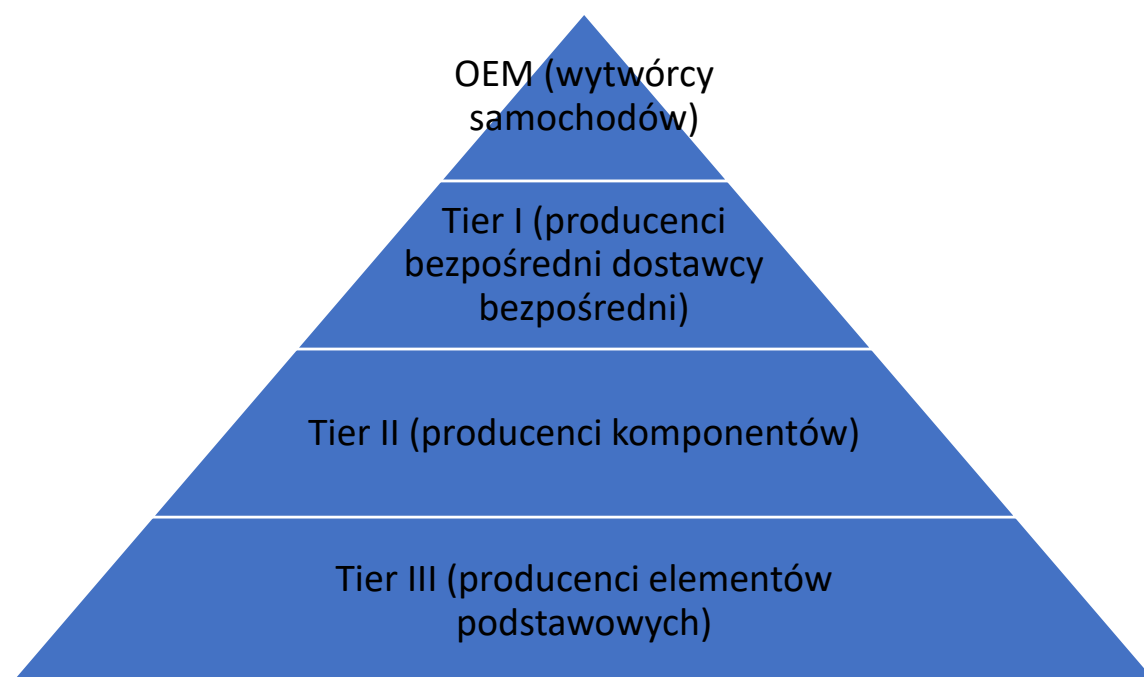 OEM (wytwórcy
samochodów)
Tier I (producenci
bezpośredni dostawcy
bezpośredni)
Tier II (producenci komponentów)
Tier III (producenci elementów
podstawowych)